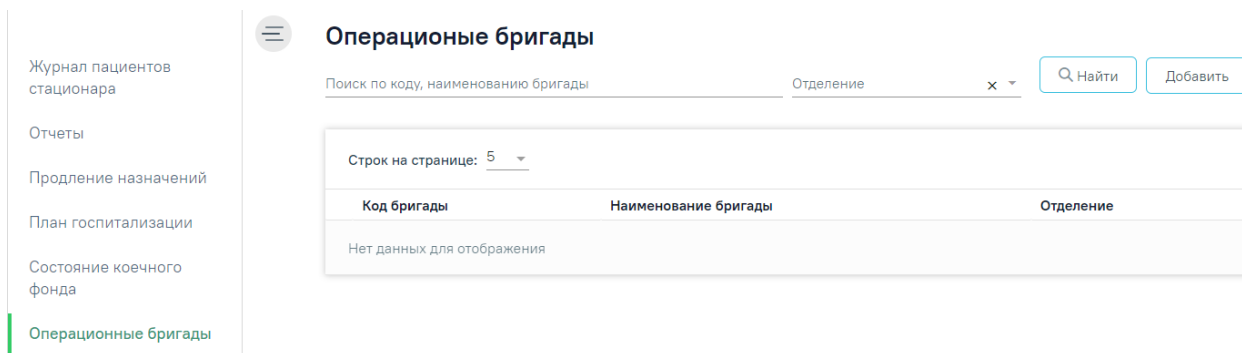 Операционые бригады
Журнал пациентов
стационара
Поиск по коду, наименованию бригады
Отделение
Найти
Добавить
Отчеты
Продление назначений
План госпитализации
Состояние коечного
фонда
Операционные бригады
Строк на странице: 5
Код бригады Наименование бригады Отделение
Нет данных для отображения